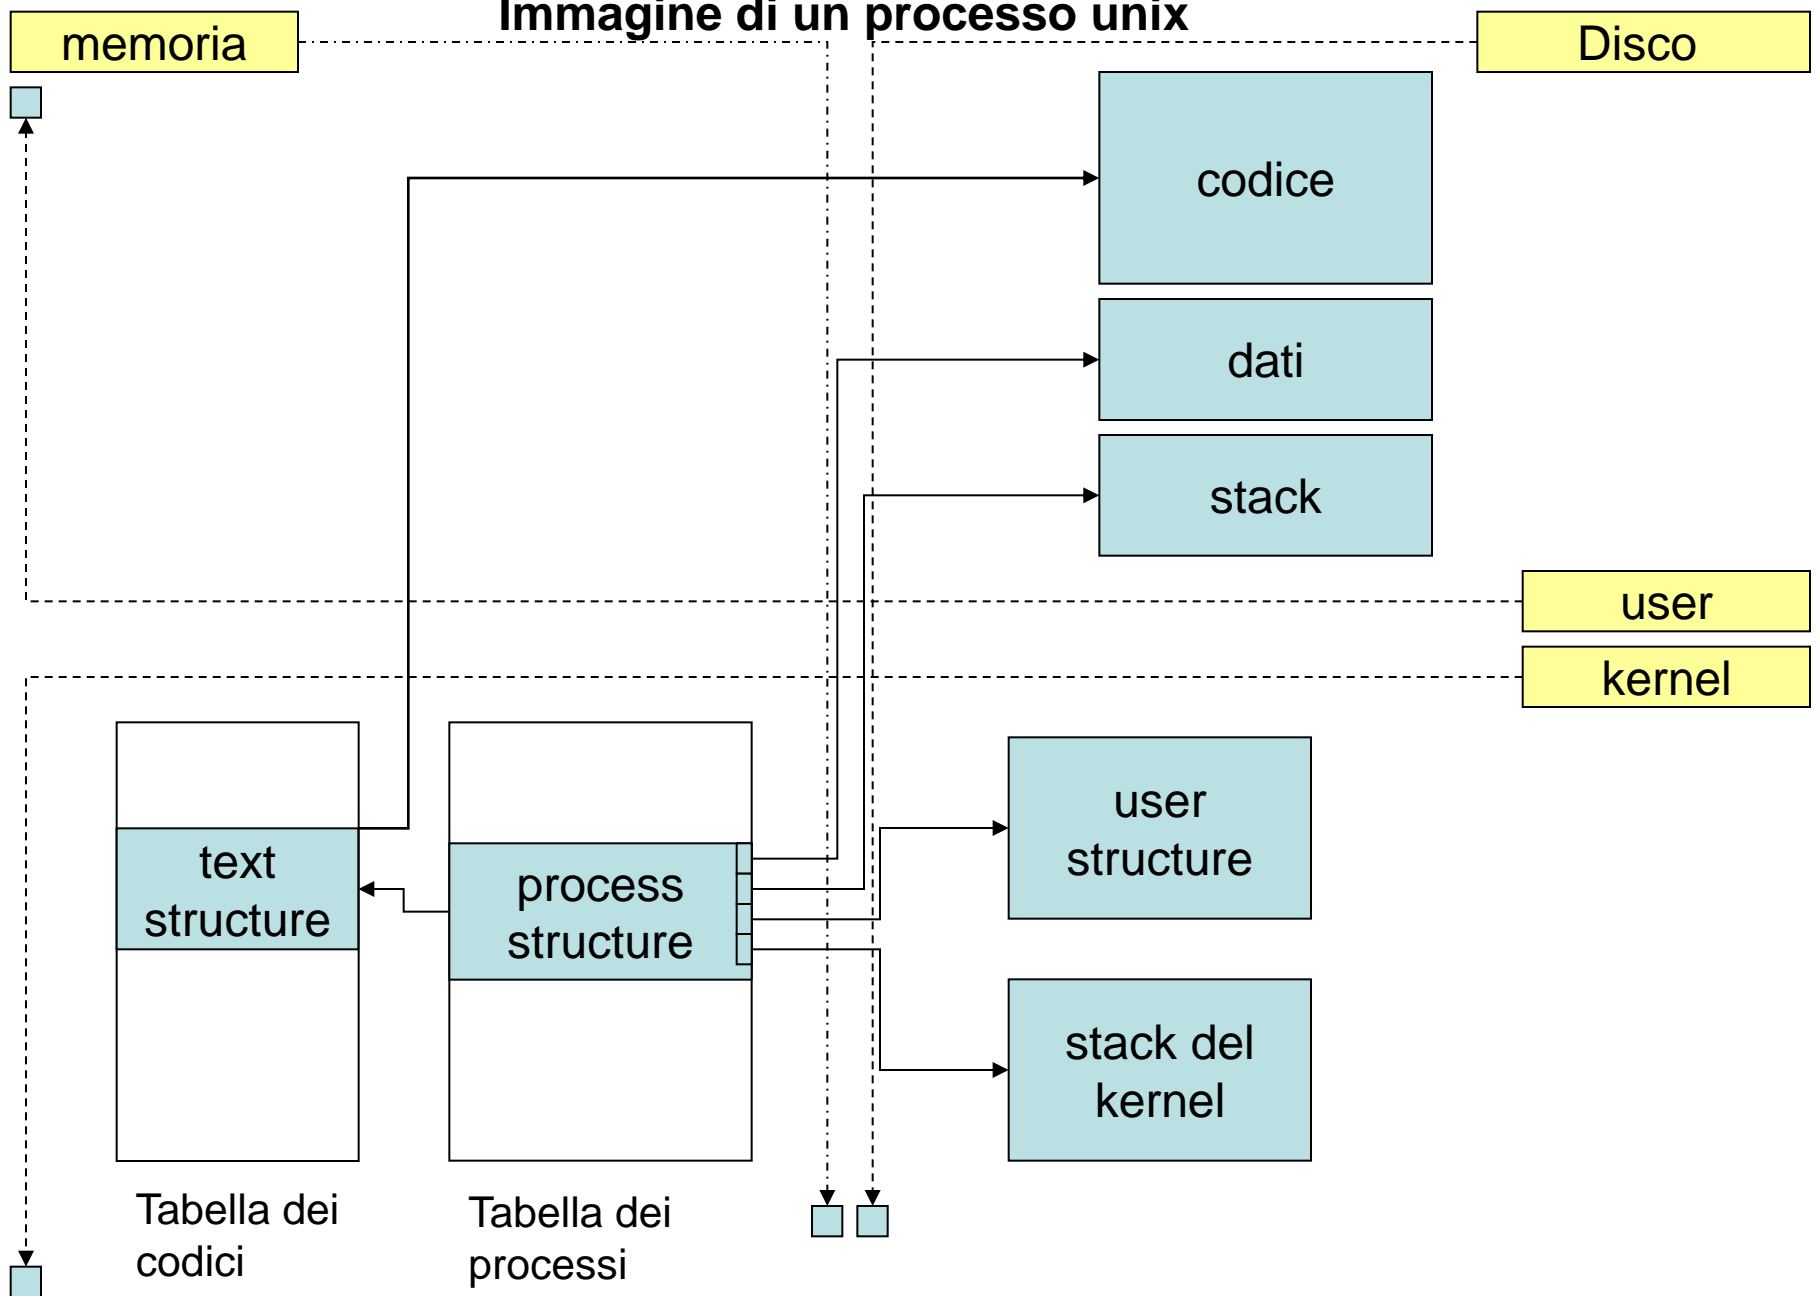 Immagine di un processo unix
memoria
Disco
codice
dati
stack
user
kernel
text
structure
process
structure
user
structure
stack del
kernel
Tabella dei
codici
Tabella dei
processi